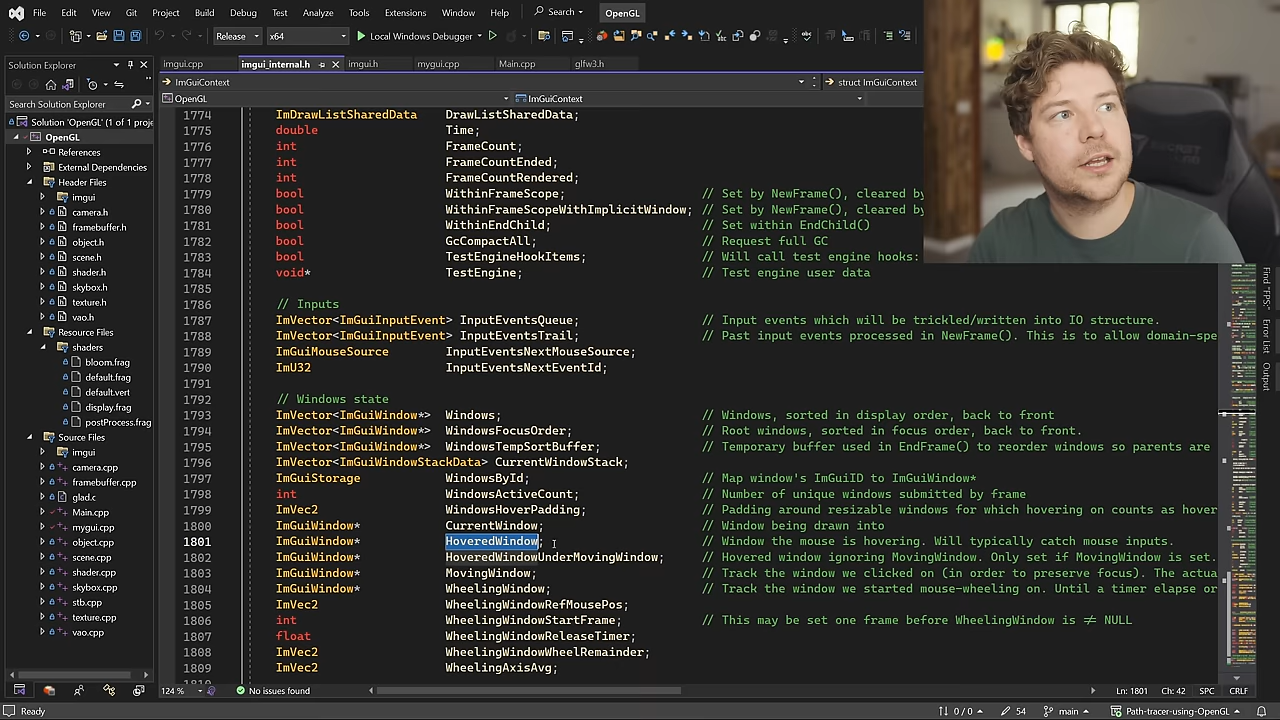 File Edit View Git Project Build Debug Test Analyze Tools Extensions Window Help Search OpenGL
Release x64 Local Windows Debugger
Solution Explorer imgui.cpp imgui_internal.h imgui.h mygui.cpp Main.cpp glfw3.h
ImGuiContext struct ImGuiContext
OpenGL ImGuiContext
Search Solution Explorer
Solution 'OpenGL' (1 of 1 proje
OpenGL
References
External Dependencies
Header Files
imgui
camera.h
framebuffer.h
object.h
scene.h
shader.h
skybox.h
texture.h
vao.h
Resource Files
shaders
bloom.frag
default.frag
default.vert
display.frag
postProcess.frag
Source Files
imgui
camera.cpp
framebuffer.cpp
glad.c
Main.cpp
mygui.cpp
object.cpp
scene.cpp
shader.cpp
skybox.cpp
stb.cpp
texture.cpp
vao.cpp
1774 ImDrawListSharedData DrawListSharedData;
1775 double Time;
1776 int FrameCount;
1777 int FrameCountEnded;
1778 int FrameCountRendered;
1779 bool WithinFrameScope; // Set by NewFrame(), cleared by
1780 bool WithinFrameScopeWithImplicitWindow; // Set by NewFrame(), cleared by
1781 bool WithinEndChild; // Set within EndChild()
1782 bool GcCompactAll; // Request full GC
1783 bool TestEngineHookItems; // Will call test engine hooks:
1784 void* TestEngine; // Test engine user data
1785
1786 // Inputs
1787 ImVector<ImGuiInputEvent> InputEventsQueue; // Input events which will be trickled/written into IO structure.
1788 ImVector<ImGuiInputEvent> InputEventsTrail; // Past input events processed in NewFrame(). This is to allow domain-spe
1789 ImGuiMouseSource InputEventsNextMouseSource;
1790 ImU32 InputEventsNextEventId;
1791
1792 // Windows state
1793 ImVector<ImGuiWindow*> Windows; // Windows, sorted in display order, back to front
1794 ImVector<ImGuiWindow*> WindowsFocusOrder; // Root windows, sorted in focus order, back to front.
1795 ImVector<ImGuiWindow*> WindowsTempSortBuffer; // Temporary buffer used in EndFrame() to reorder windows so parents are
1796 ImVector<ImGuiWindowStackData> CurrentWindowStack;
1797 ImGuiStorage WindowsById; // Map window's ImGuiID to ImGuiWindow*
1798 int WindowsActiveCount; // Number of unique windows submitted by frame
1799 ImVec2 WindowsHoverPadding; // Padding around resizable windows for which hovering on counts as hover
1800 ImGuiWindow* CurrentWindow; // Window being drawn into
1801 ImGuiWindow* HoveredWindow; // Window the mouse is hovering. Will typically catch mouse inputs.
1802 ImGuiWindow* HoveredWindowUnderMovingWindow; // Hovered window ignoring MovingWindow. Only set if MovingWindow is set.
1803 ImGuiWindow* MovingWindow; // Track the window we clicked on (in order to preserve focus). The actua
1804 ImGuiWindow* WheelingWindow; // Track the window we started mouse-wheeling on. Until a timer elapse or
1805 ImVec2 WheelingWindowRefMousePos;
1806 int WheelingWindowStartFrame; // This may be set one frame before WheelingWindow is ≠ NULL
1807 float WheelingWindowReleaseTimer;
1808 ImVec2 WheelingWindowWheelRemainder;
1809 ImVec2 WheelingAxisAvg;
Find "FPS" Error List Output
124 % No issues found Ln: 1801 Ch: 42 SPC CRLF
Ready 0 / 0 54 main Path-tracer-using-OpenGL